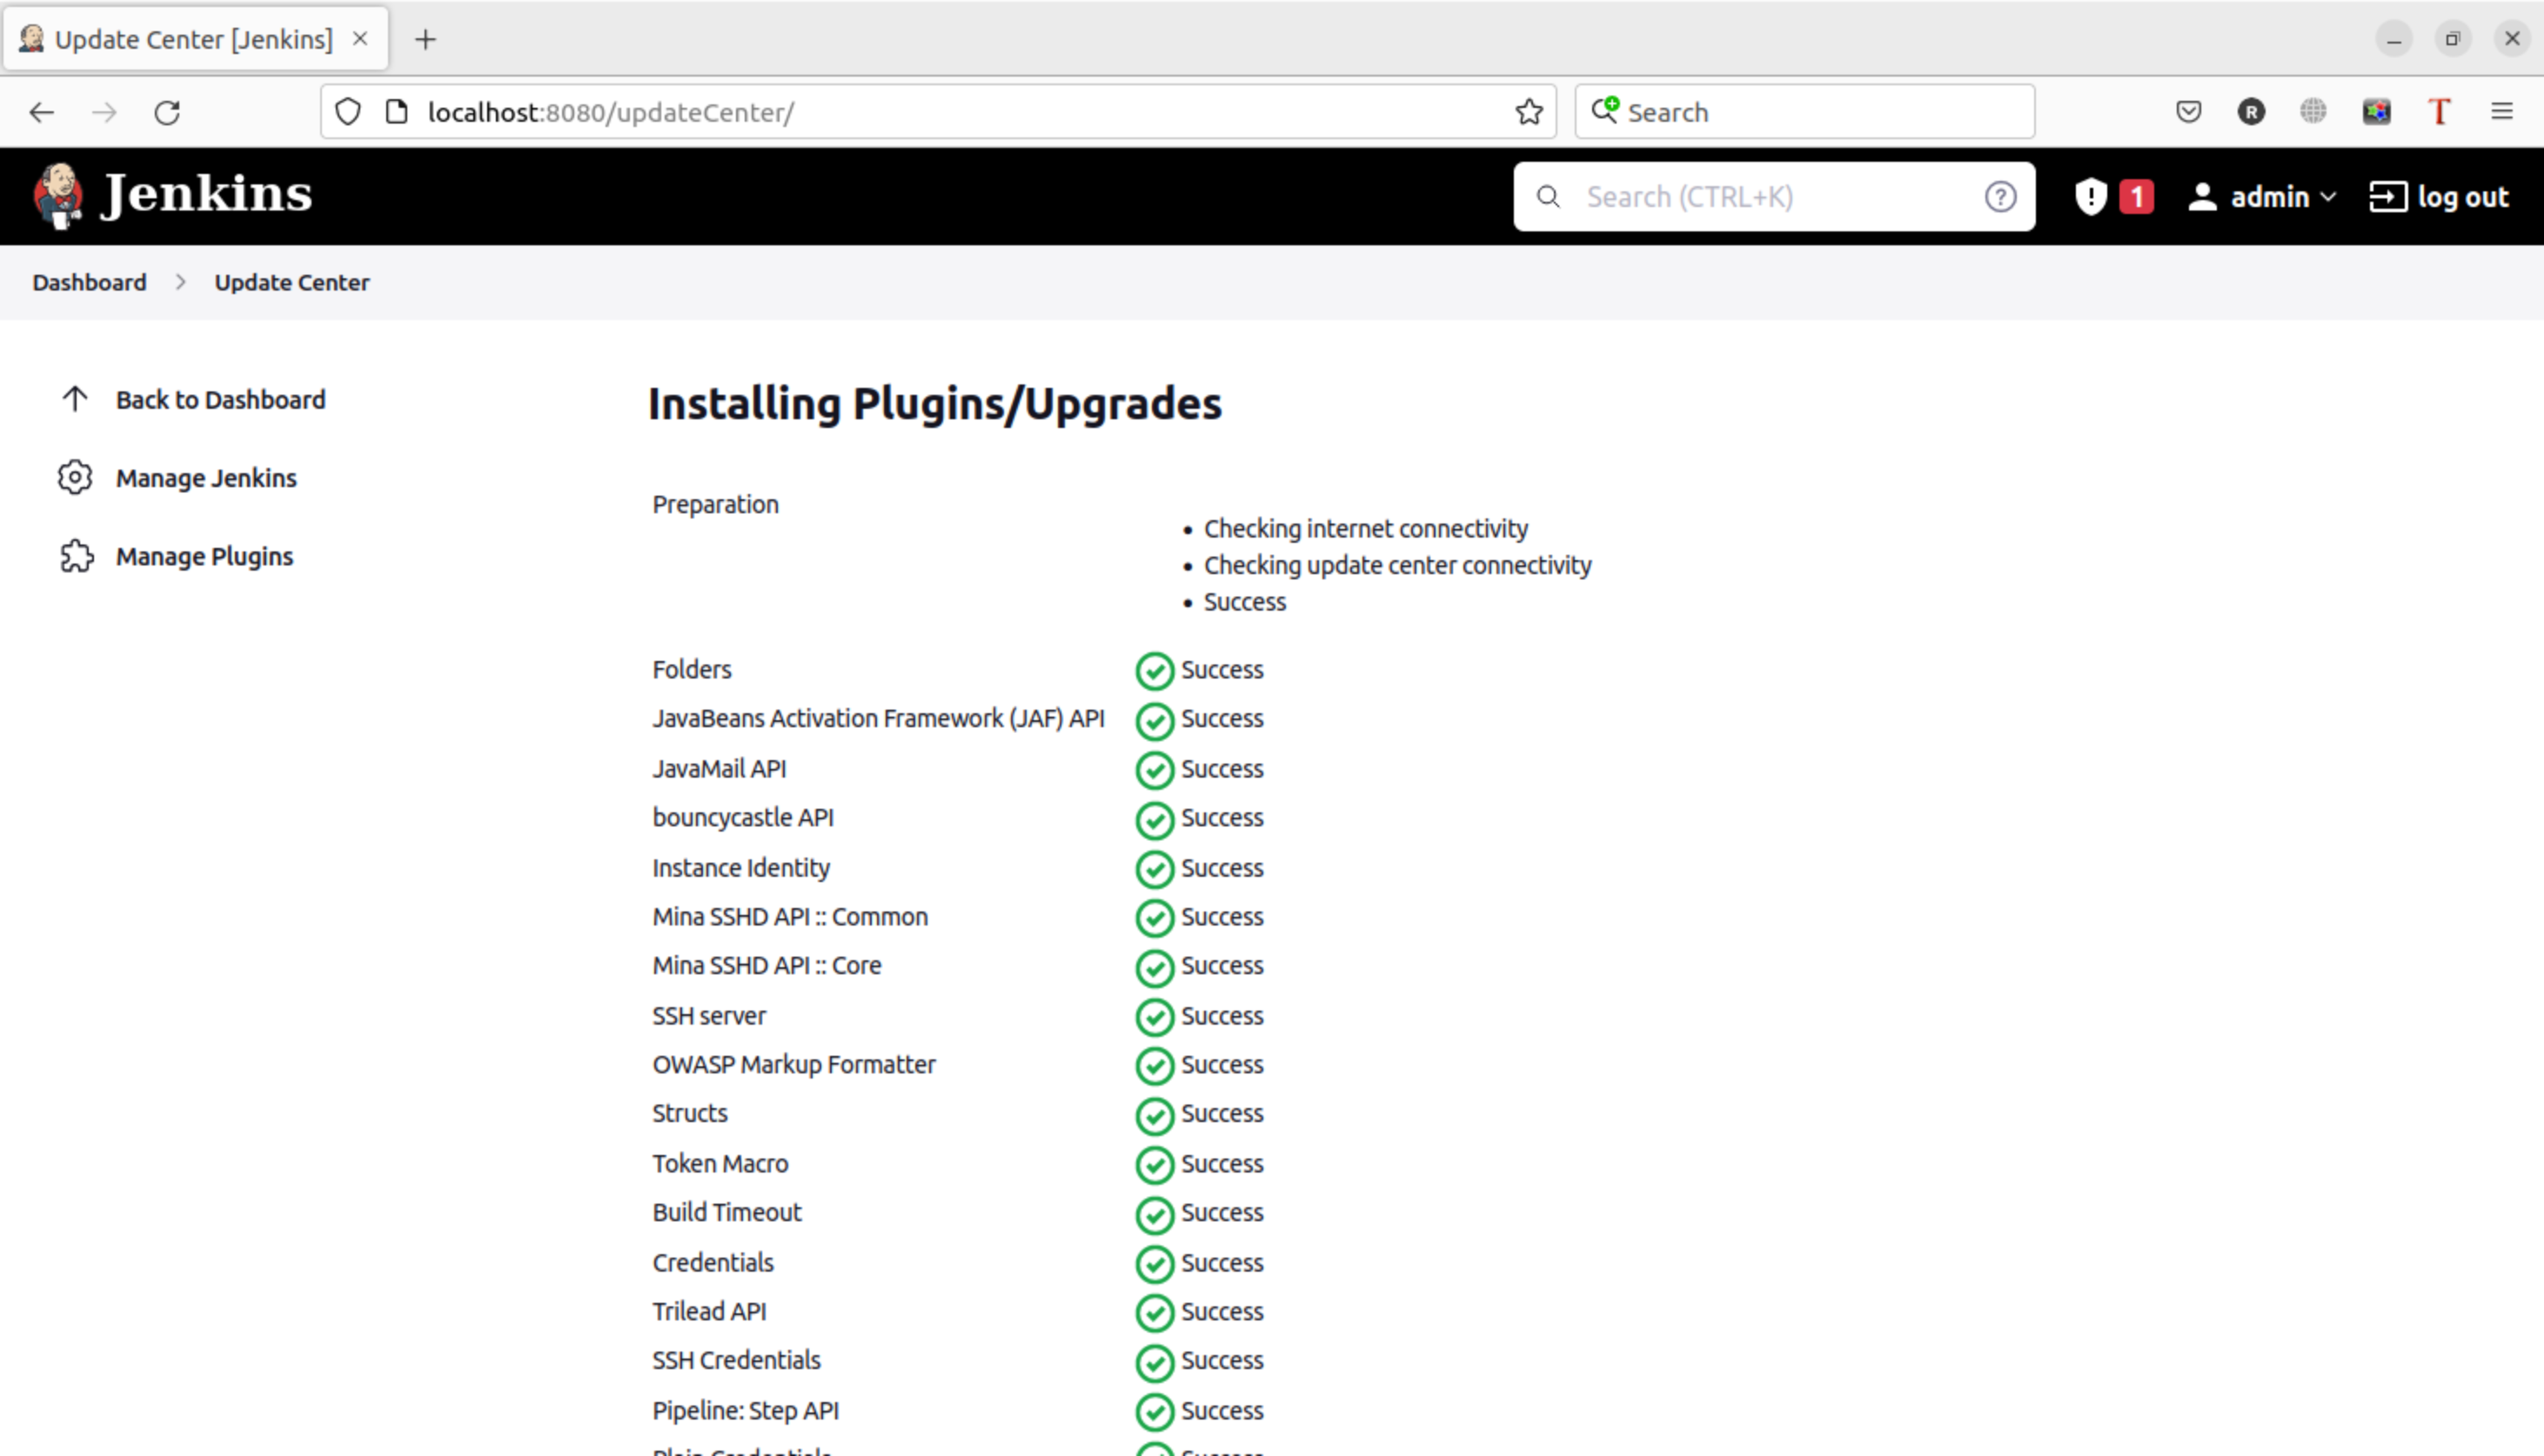 Update Center [Jenkins]
localhost:8080/updateCenter/
Search
R
T
Jenkins
Search (CTRL+K)
1
admin
log out
Dashboard
Update Center
Back to Dashboard
Manage Jenkins
Manage Plugins
Installing Plugins/Upgrades
Preparation
Checking internet connectivity
Checking update center connectivity
Success
Folders Success
JavaBeans Activation Framework (JAF) API Success
JavaMail API Success
bouncycastle API Success
Instance Identity Success
Mina SSHD API :: Common Success
Mina SSHD API :: Core Success
SSH server Success
OWASP Markup Formatter Success
Structs Success
Token Macro Success
Build Timeout Success
Credentials Success
Trilead API Success
SSH Credentials Success
Pipeline: Step API Success